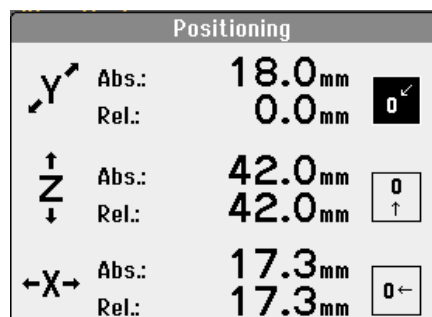 Positioning
Y Abs.: 18.0mm
Rel.: 0.0mm
0↙
Z Abs.: 42.0mm
Rel.: 42.0mm
0↑
←X→ Abs.: 17.3mm
Rel.: 17.3mm
0←